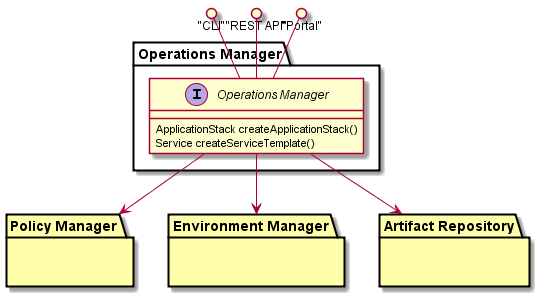 "CLI" "REST API" "Portal"
Operations Manager
I
Operations Manager
ApplicationStack createApplicationStack()
Service createServiceTemplate()
Policy Manager
Environment Manager
Artifact Repository